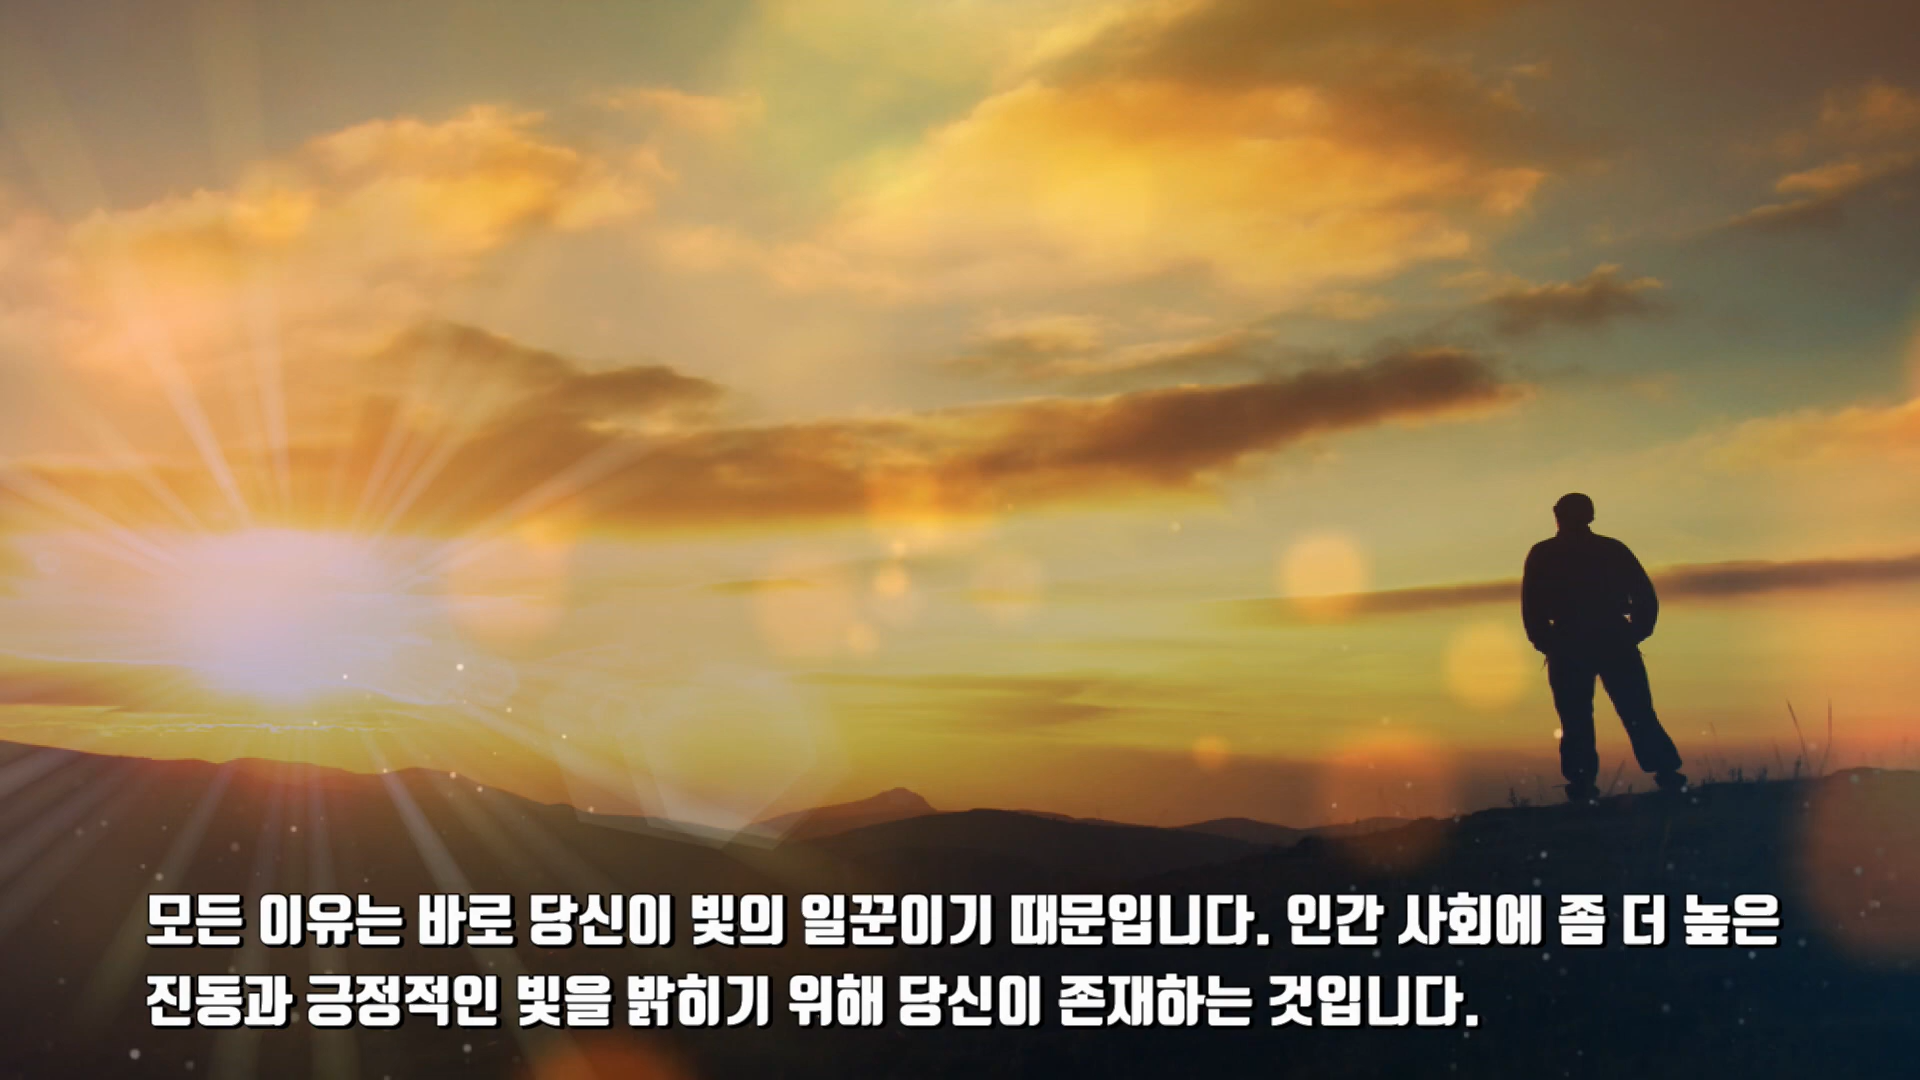 모든 이유는 바로 당신이 빛의 일꾼이기 때문입니다. 인간 사회에 좀 더 높은
진동과 긍정적인 빛을 밝히기 위해 당신이 존재하는 것입니다.